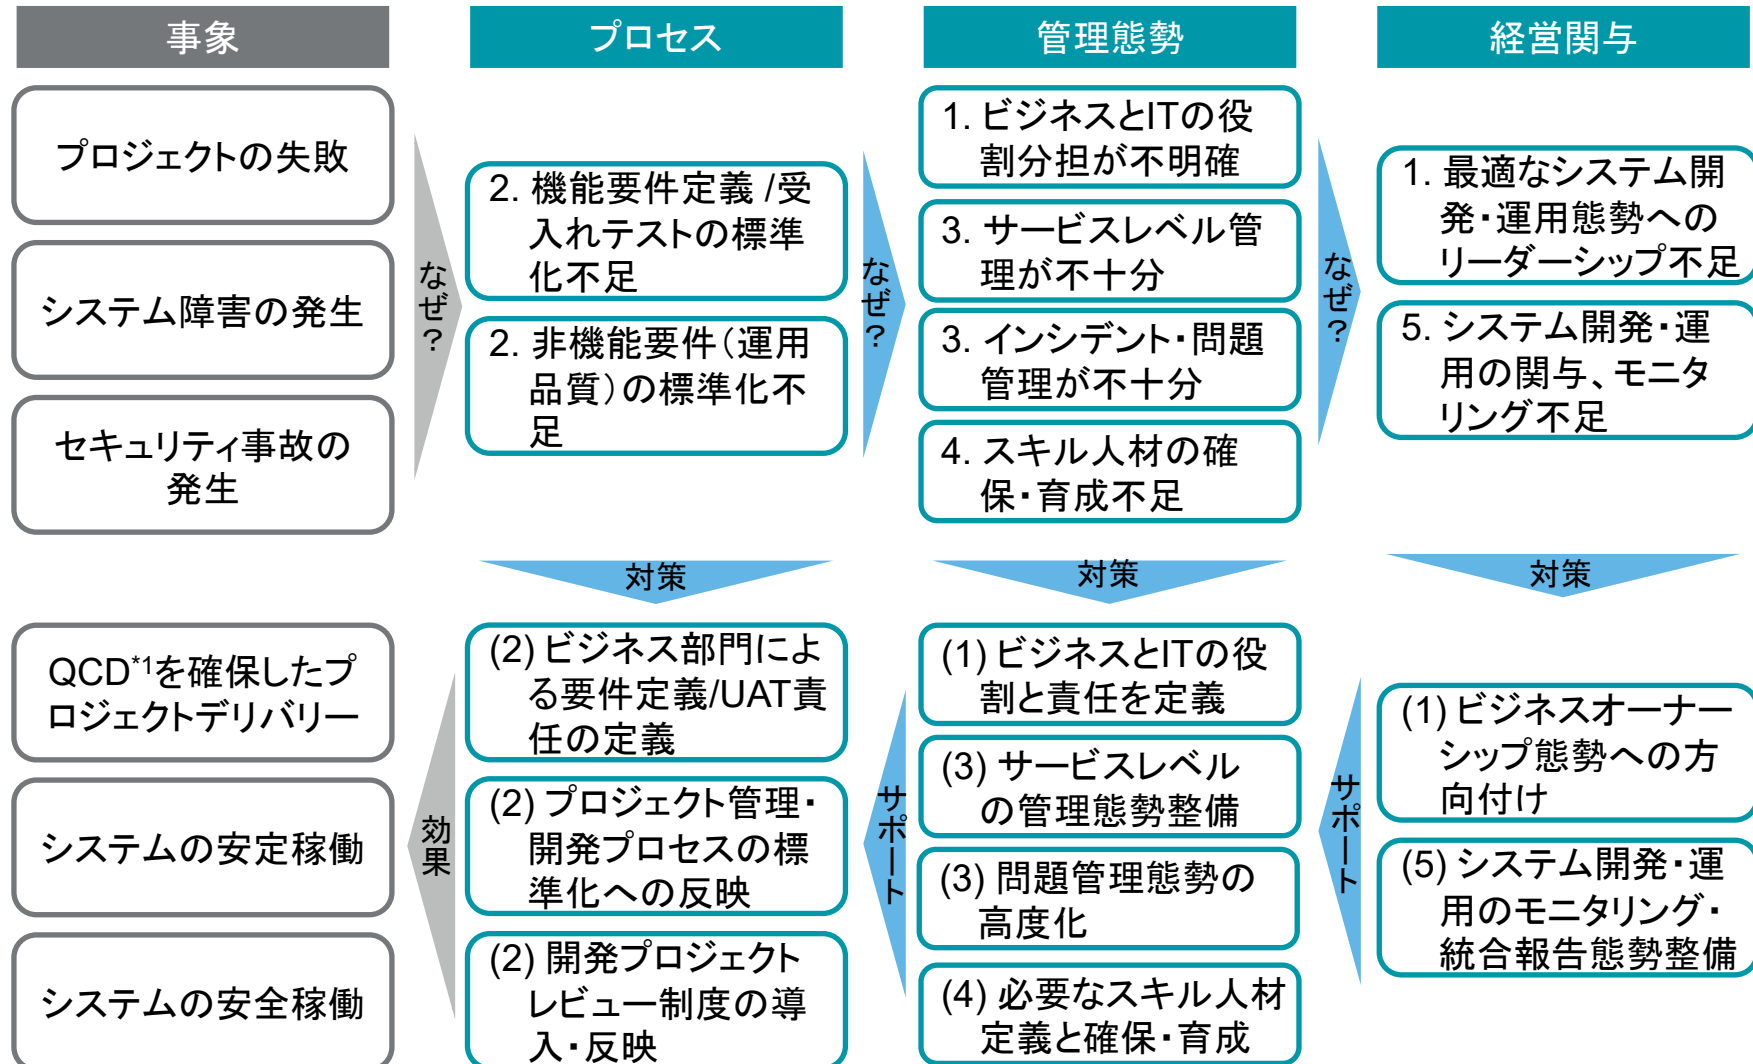 事象
プロセス
管理態勢
経営関与
プロジェクトの失敗
システム障害の発生
セキュリティ事故の
発生
なぜ？
2. 機能要件定義 /受
入れテストの標準
化不足
2. 非機能要件（運用
品質）の標準化不
足
なぜ？
1. ビジネスとITの役
割分担が不明確
3. サービスレベル管
理が不十分
3. インシデント・問題
管理が不十分
4. スキル人材の確
保・育成不足
なぜ？
1. 最適なシステム開
発・運用態勢への
リーダーシップ不足
5. システム開発・運
用の関与、モニタ
リング不足
対策
対策
対策
QCD*1を確保したプ
ロジェクトデリバリー
システムの安定稼働
システムの安全稼働
効果
(2) ビジネス部門によ
る要件定義/UAT責
任の定義
(2) プロジェクト管理・
開発プロセスの標
準化への反映
(2) 開発プロジェクト
レビュー制度の導
入・反映
サポート
(1) ビジネスとITの役
割と責任を定義
(3) サービスレベル
の管理態勢整備
(3) 問題管理態勢の
高度化
(4) 必要なスキル人材
定義と確保・育成
サポート
(1) ビジネスオーナー
シップ態勢への方
向付け
(5) システム開発・運
用のモニタリング・
統合報告態勢整備